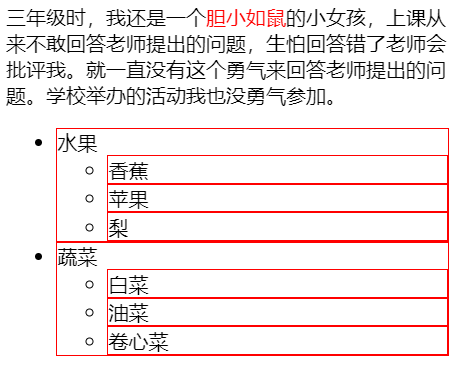 三年级时，我还是一个胆小如鼠的小女孩，上课从
来不敢回答老师提出的问题，生怕回答错了老师会
批评我。就一直没有这个勇气来回答老师提出的问
题。学校举办的活动我也没勇气参加。
水果
香蕉
苹果
梨
蔬菜
白菜
油菜
卷心菜